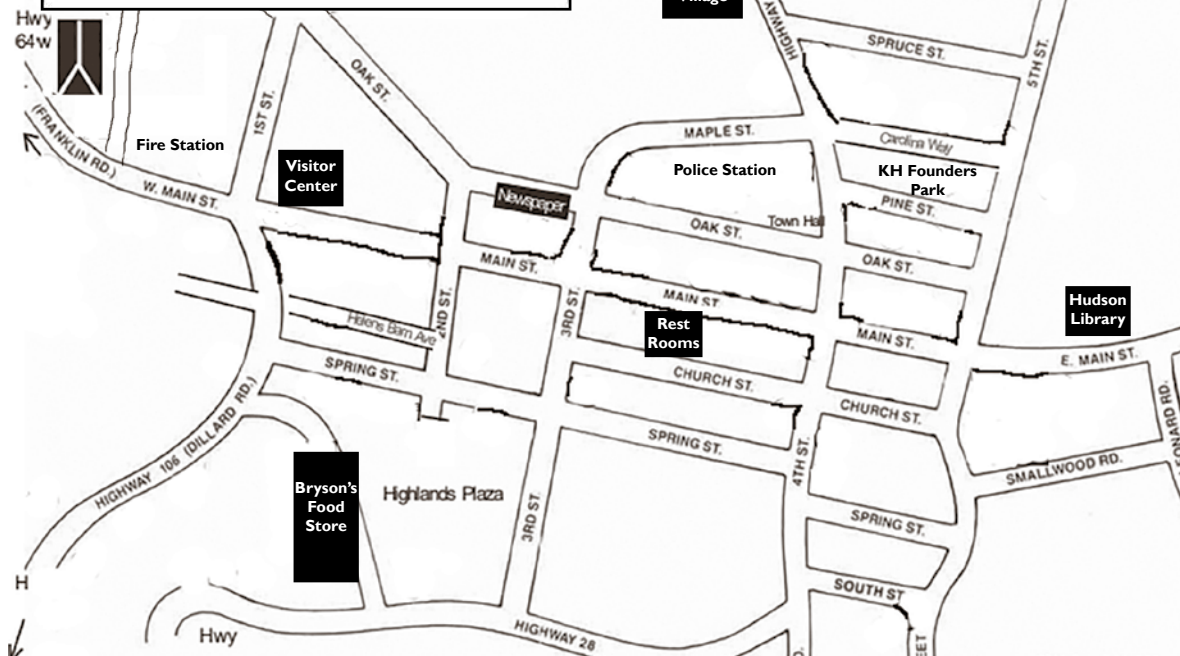 Hwy
64w
HIGHWAY
SPRUCE ST.
5TH ST.
OAK ST.
1ST ST.
(FRANKLIN RD.)
Fire Station
Visitor
Center
W. MAIN ST.
MAPLE ST.
Carolina Way
Police Station
KH Founders
Park
PINE ST.
Newspaper
Town Hall
OAK ST.
OAK ST.
MAIN ST.
2ND ST.
3RD ST.
MAIN ST
Rest
Rooms
MAIN ST.
Hudson
Library
E. MAIN ST.
Helens Barn Ave
SPRING ST.
CHURCH ST.
CHURCH ST.
HIGHWAY 106 (DILLARD RD.)
SPRING ST.
4TH ST.
SMALLWOOD RD.
Bryson's
Food
Store
Highlands Plaza
3RD ST.
SPRING ST.
SOUTH ST
H
Hwy
HIGHWAY 28